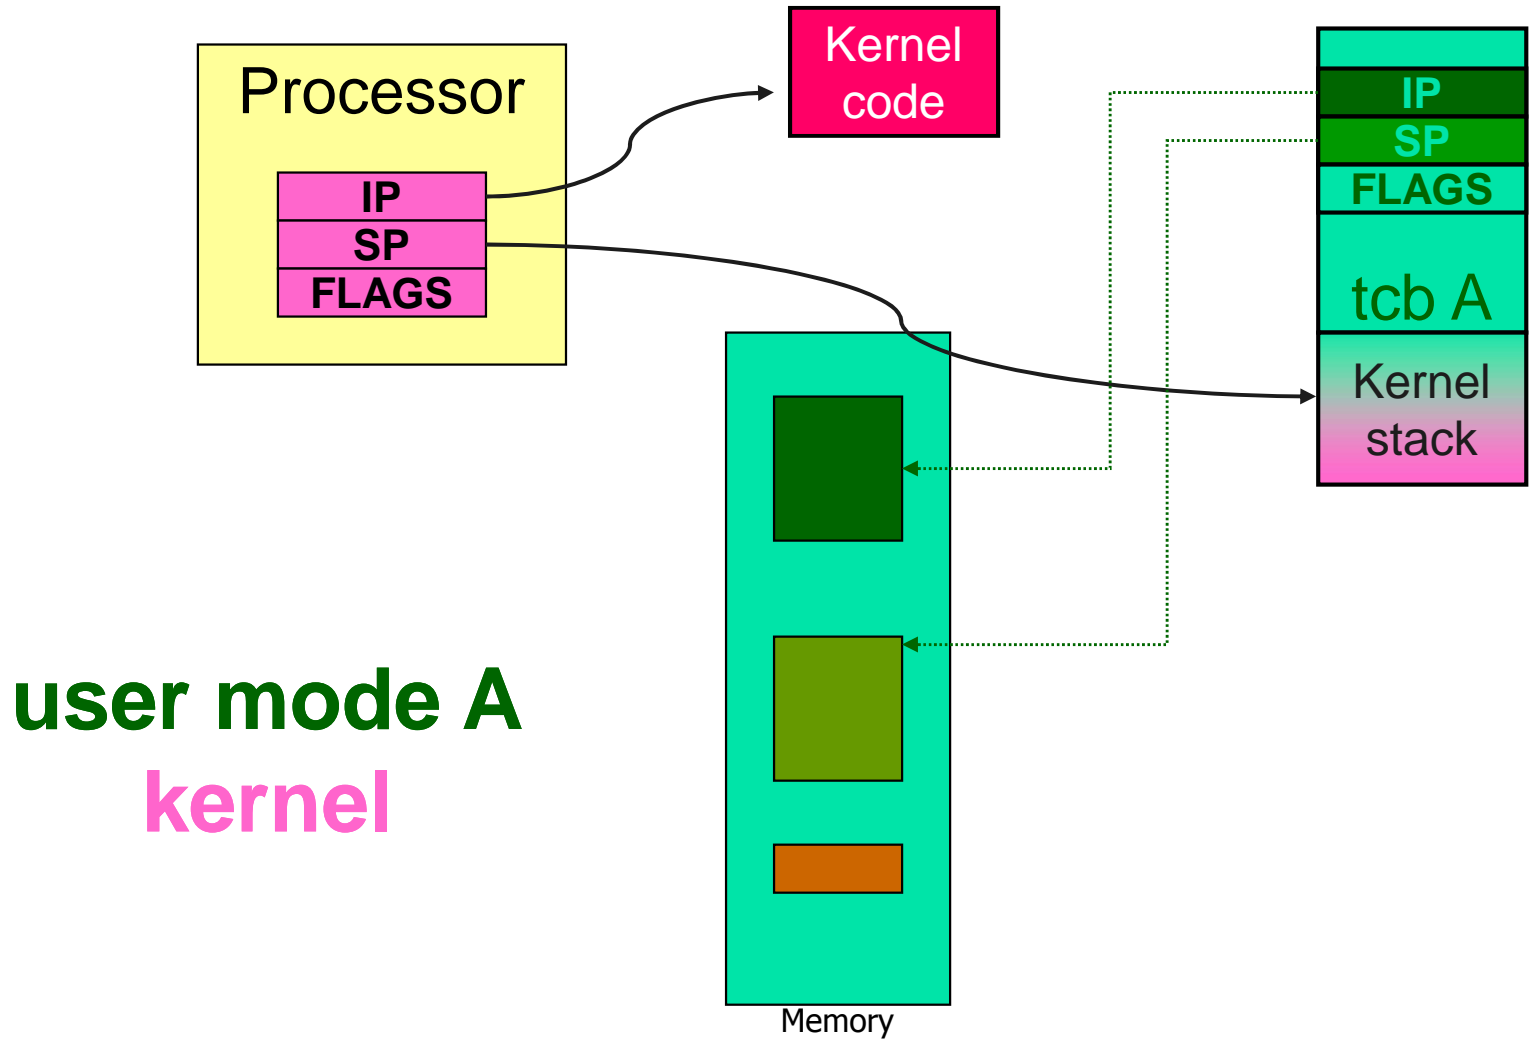 Processor
IP
SP
FLAGS
Kernel
code
IP
SP
FLAGS
tcb A
Kernel
stack
user mode A
kernel
Memory